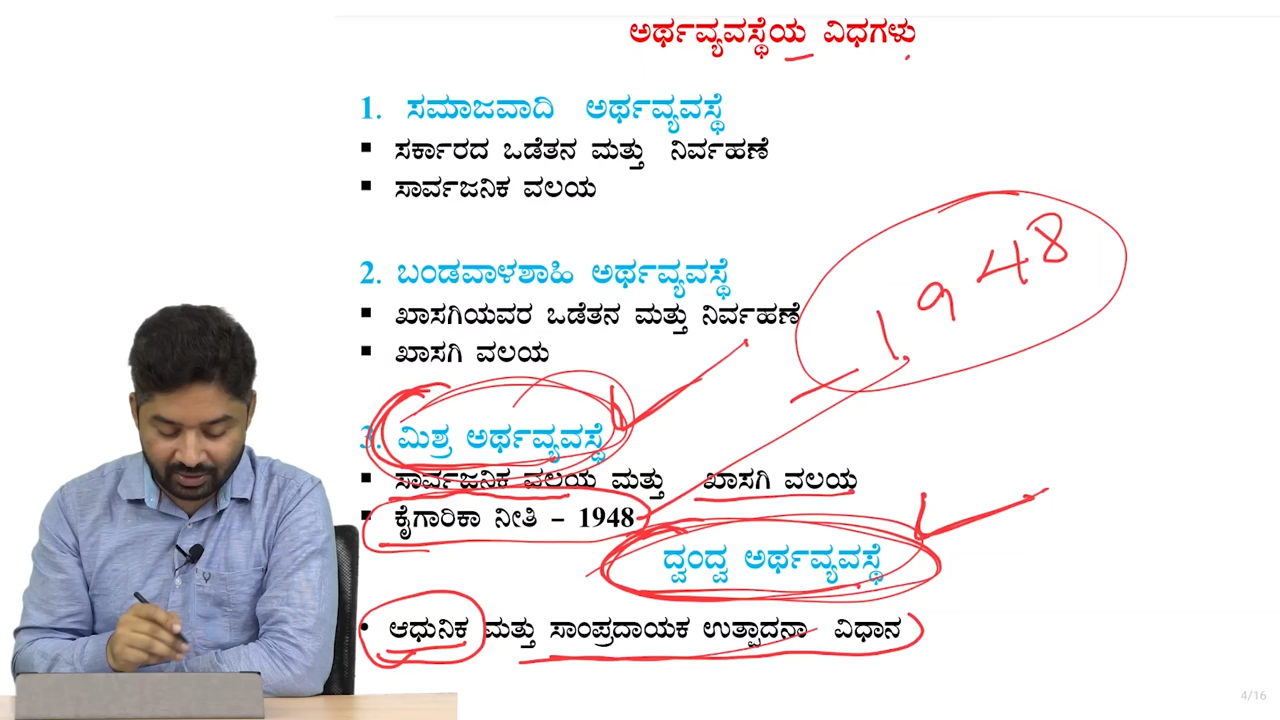 ಅರ್ಥವ್ಯವಸ್ಥೆಯ ವಿಧಗಳು
1. ಸಮಾಜವಾದಿ ಅರ್ಥವ್ಯವಸ್ಥೆ
▪ ಸರ್ಕಾರದ ಒಡೆತನ ಮತ್ತು ನಿರ್ವಹಣೆ
▪ ಸಾರ್ವಜನಿಕ ವಲಯ
2. ಬಂಡವಾಳಶಾಹಿ ಅರ್ಥವ್ಯವಸ್ಥೆ
▪ ಖಾಸಗಿಯವರ ಒಡೆತನ ಮತ್ತು ನಿರ್ವಹಣೆ
▪ ಖಾಸಗಿ ವಲಯ
1948
3. ಮಿಶ್ರ ಅರ್ಥವ್ಯವಸ್ಥೆ
▪ ಸಾರ್ವಜನಿಕ ವಲಯ ಮತ್ತು ಖಾಸಗಿ ವಲಯ
▪ ಕೈಗಾರಿಕಾ ನೀತಿ – 1948
ದ್ವಂದ್ವ ಅರ್ಥವ್ಯವಸ್ಥೆ
• ಆಧುನಿಕ ಮತ್ತು ಸಾಂಪ್ರದಾಯಕ ಉತ್ಪಾದನಾ ವಿಧಾನ
4/16